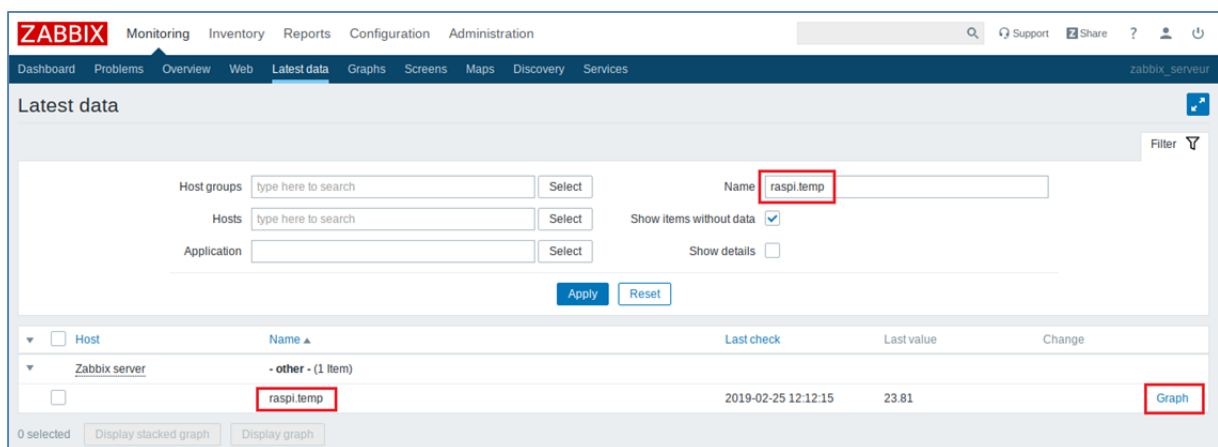 ZABBIX Monitoring Inventory Reports Configuration Administration Support Z Share ?
Dashboard Problems Overview Web Latest data Graphs Screens Maps Discovery Services zabbix_serveur
Latest data
Filter
Host groups type here to search Select Name raspi.temp
Hosts type here to search Select Show items without data
Application Select Show details
Apply Reset
Host Name Last check Last value Change
Zabbix server - other - (1 Item)
raspi.temp 2019-02-25 12:12:15 23.81 Graph
0 selected Display stacked graph Display graph